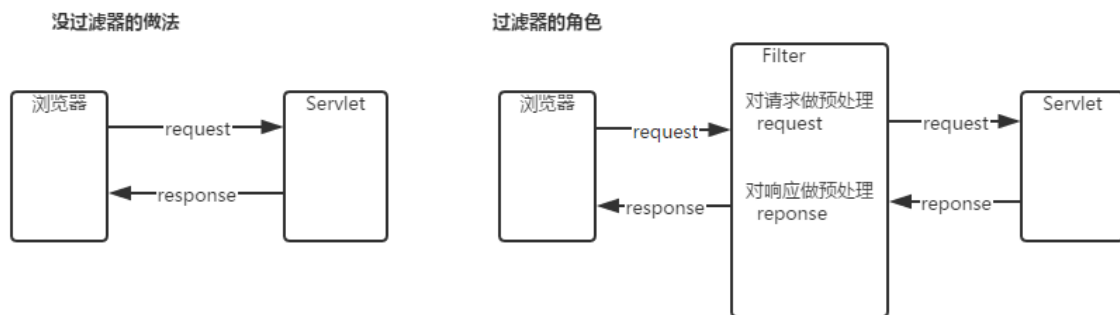 没过滤器的做法
浏览器
Servlet
request
response
过滤器的角色
浏览器
request
response
Filter
对请求做预处理
request
对响应做预处理
reponse
request
reponse
Servlet